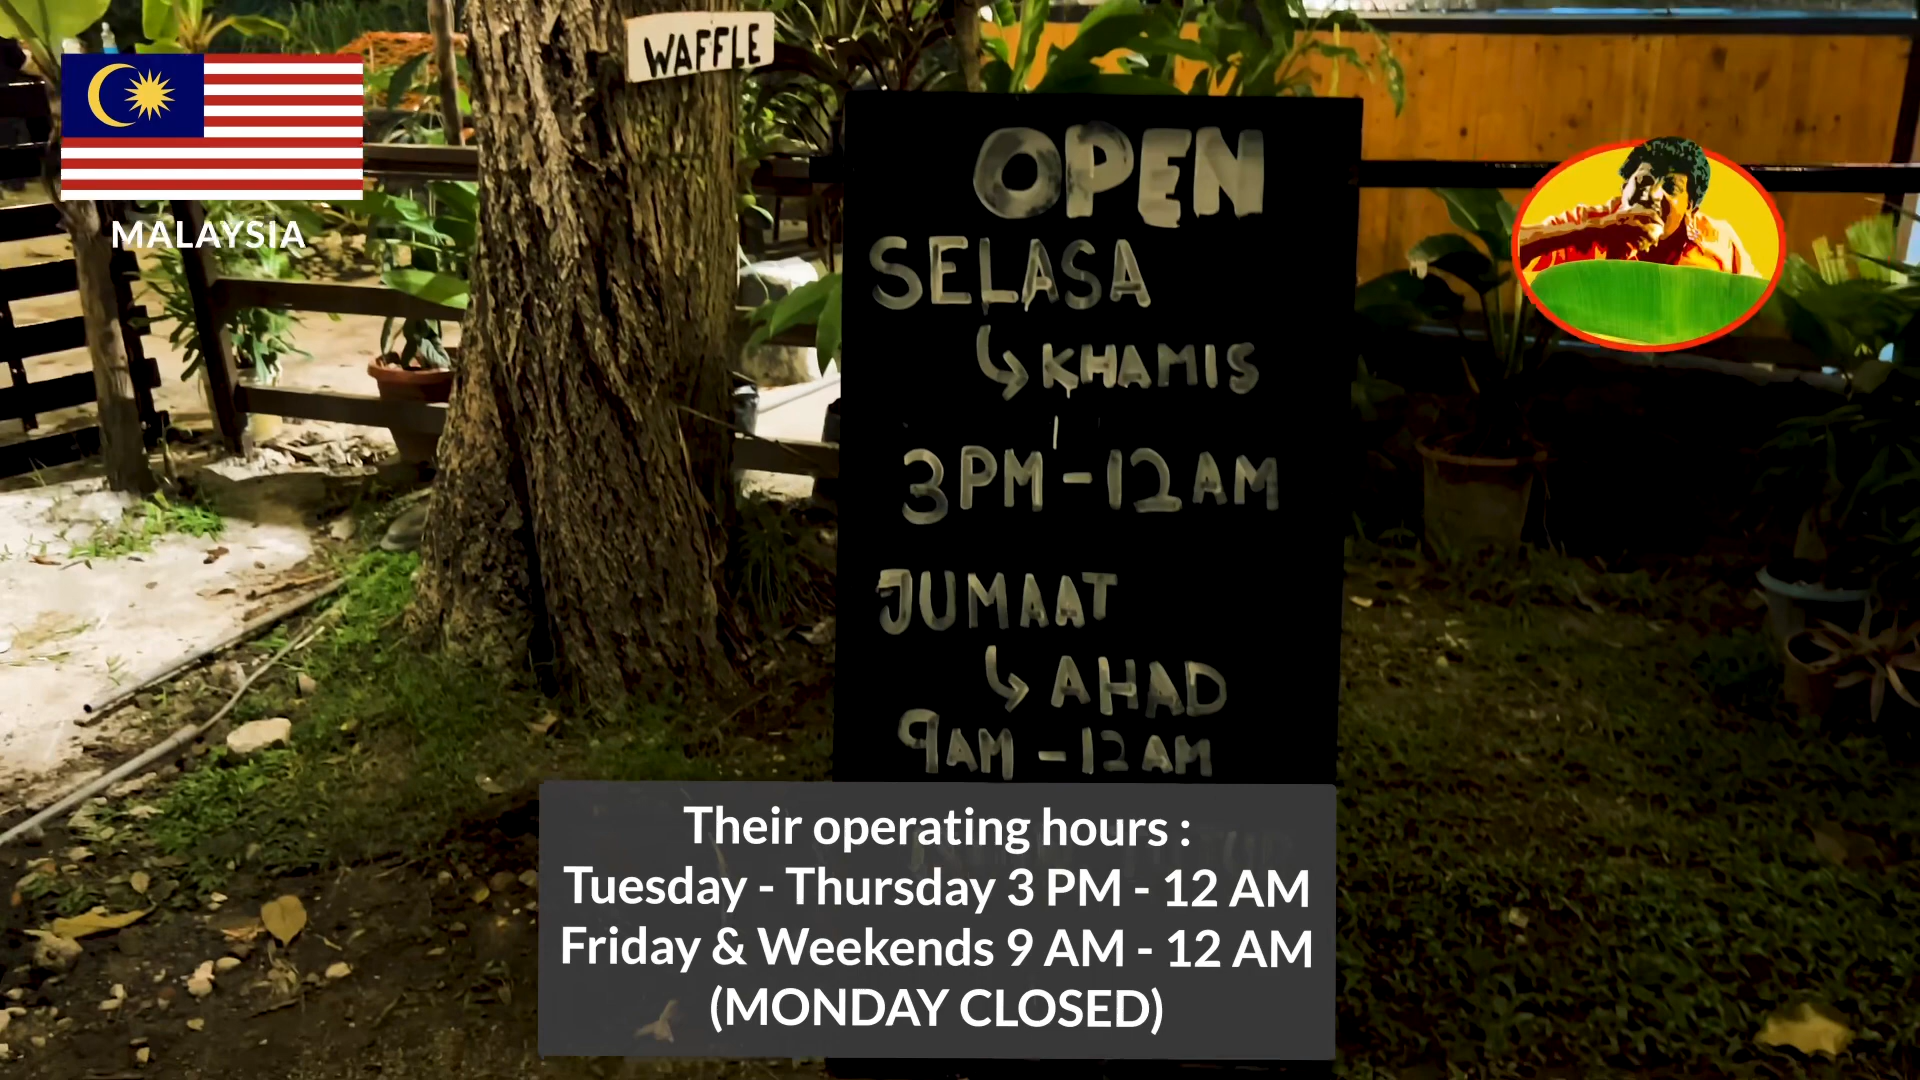 WAFFLE
MALAYSIA
OPEN
SELASA
↳ KHAMIS
3PM - 12AM
JUMAAT
↳ AHAD
9AM - 12AM
Their operating hours :
Tuesday - Thursday 3 PM - 12 AM
Friday & Weekends 9 AM - 12 AM
(MONDAY CLOSED)